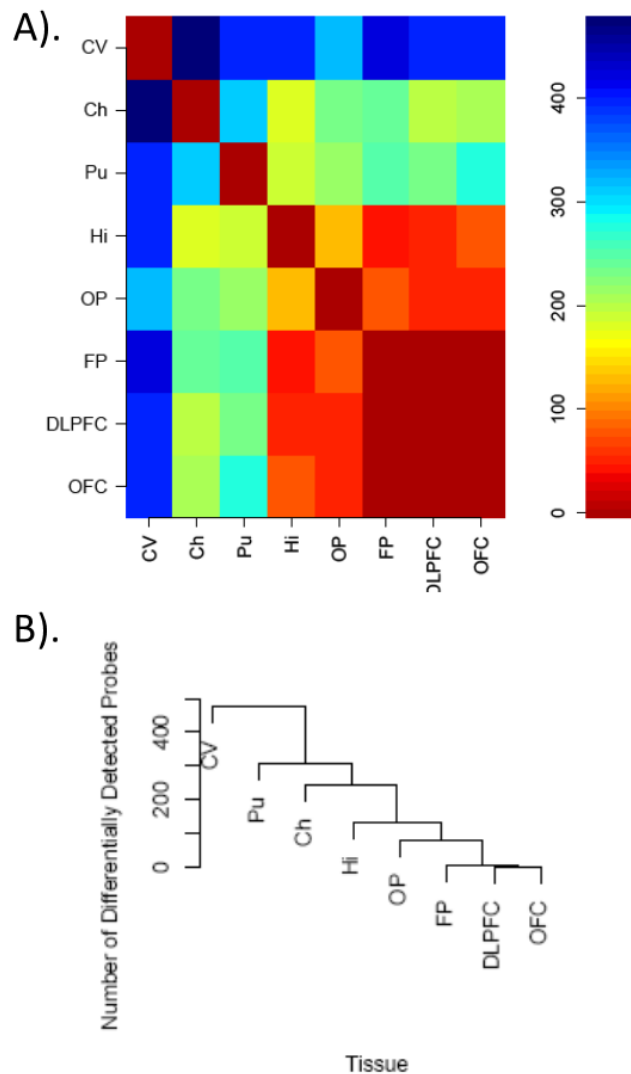 A).
CV
Ch
Pu
Hi
OP
FP
DLPFC
OFC
CV
Ch
Pu
Hi
OP
FP
DLPFC
OFC
0
100
200
300
400
B).
Number of Differentially Detected Probes
0
200
400
CV
Pu
Ch
Hi
OP
FP
DLPFC
OFC
Tissue